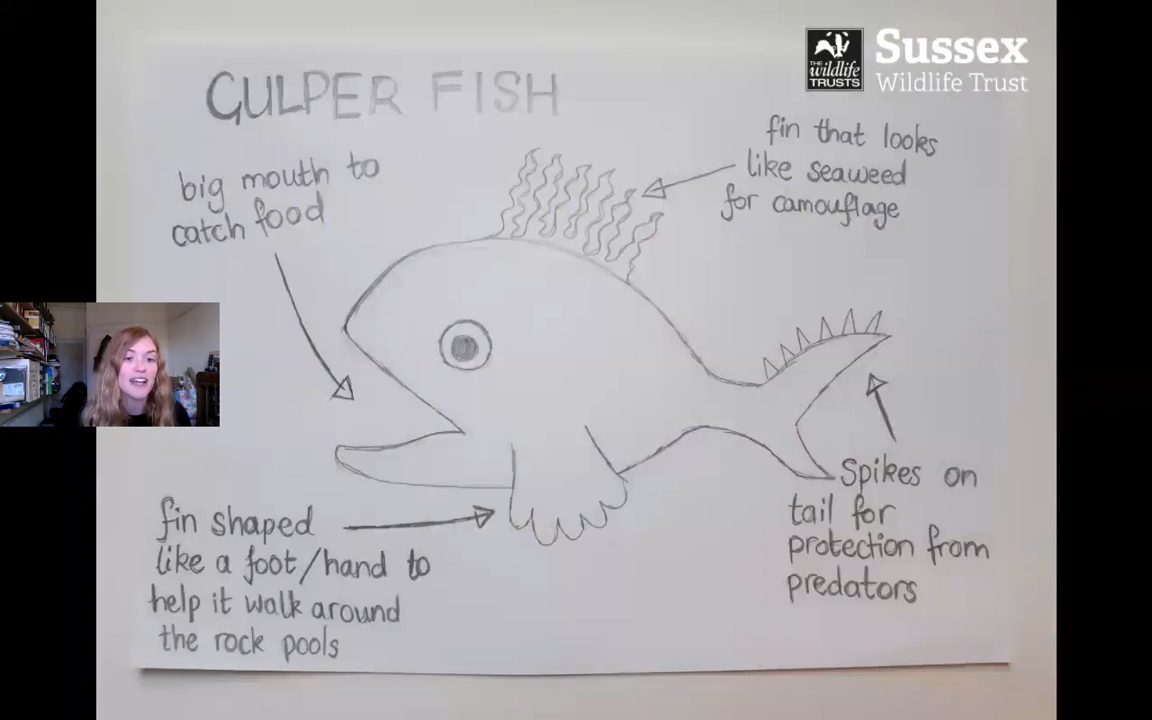 GULPER FISH
THE
wildlife
TRUSTS
Sussex
Wildlife Trust
big mouth to
catch food
fin that looks
like seaweed
for camouflage
fin shaped
like a foot/hand to
help it walk around
the rock pools
Spikes on
tail for
protection from
predators